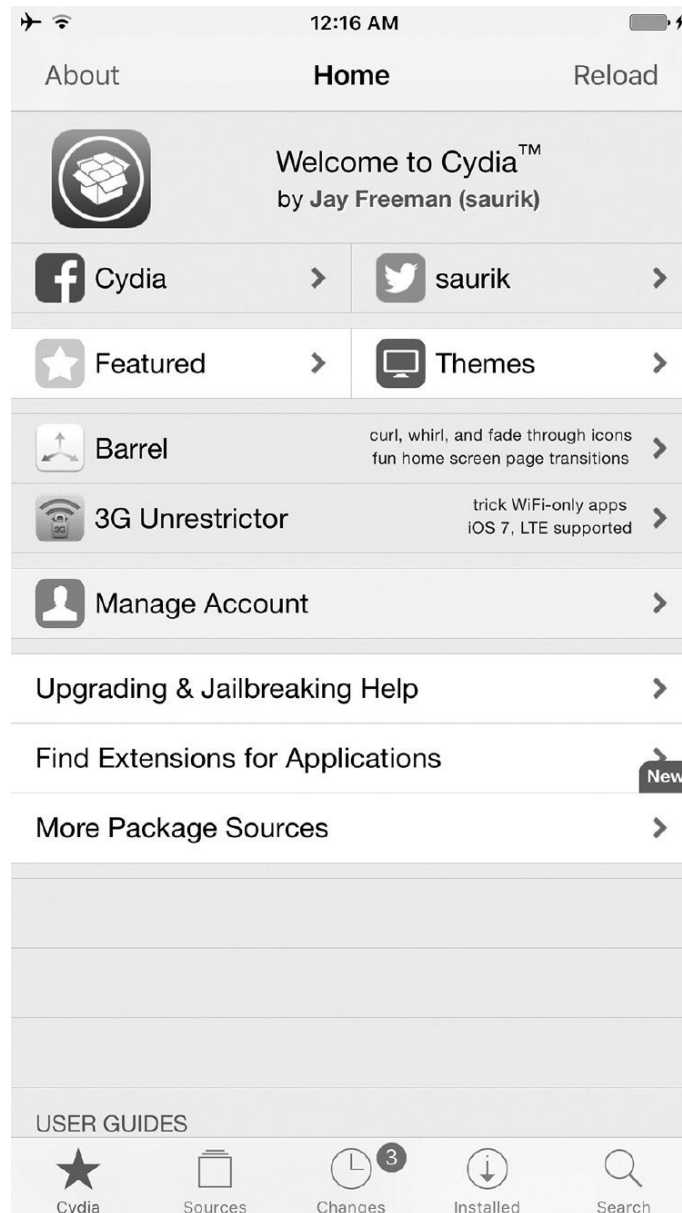 12:16 AM
About Home Reload
Welcome to Cydia™
by Jay Freeman (saurik)
Cydia saurik
Featured Themes
Barrel curl, whirl, and fade through icons
fun home screen page transitions
3G Unrestrictor trick WiFi-only apps
iOS 7, LTE supported
Manage Account
Upgrading & Jailbreaking Help
Find Extensions for Applications
New
More Package Sources
USER GUIDES
3
Cydia Sources Changes Installed Search